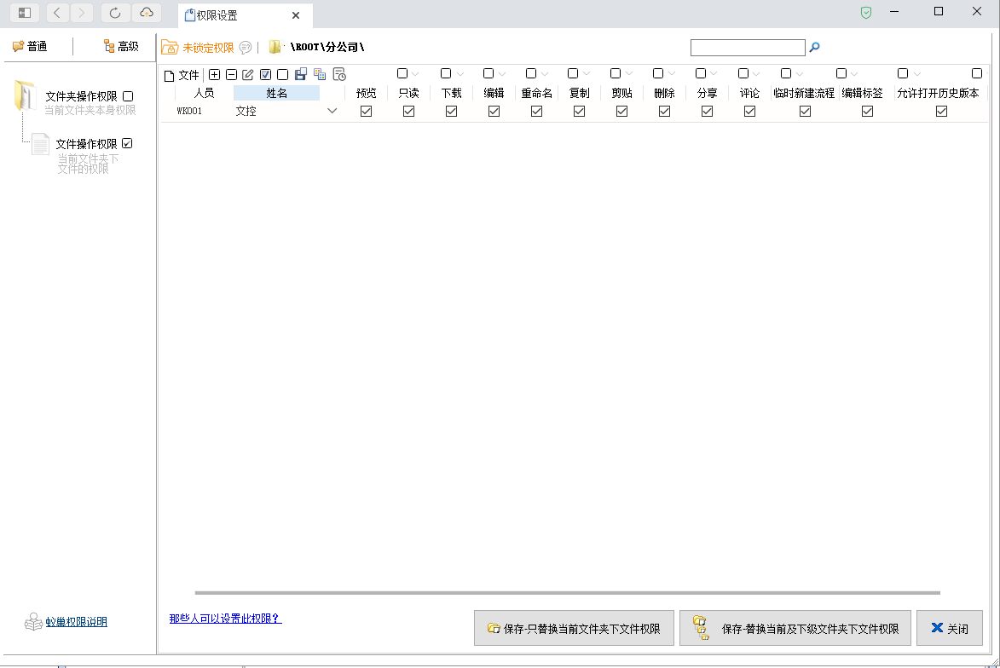 权限设置
普通
高级
未锁定权限
\ROOT\分公司\
文件
人员 姓名 预览 只读 下载 编辑 重命名 复制 剪贴 删除 分享 评论 临时新建流程 编辑标签 允许打开历史版本
WK001 文控
文件夹操作权限
当前文件夹本身权限
文件操作权限
当前文件夹下
文件的权限
蚁巢权限说明
那些人可以设置此权限?
保存-只替换当前文件夹下文件权限
保存-替换当前及下级文件夹下文件权限
关闭